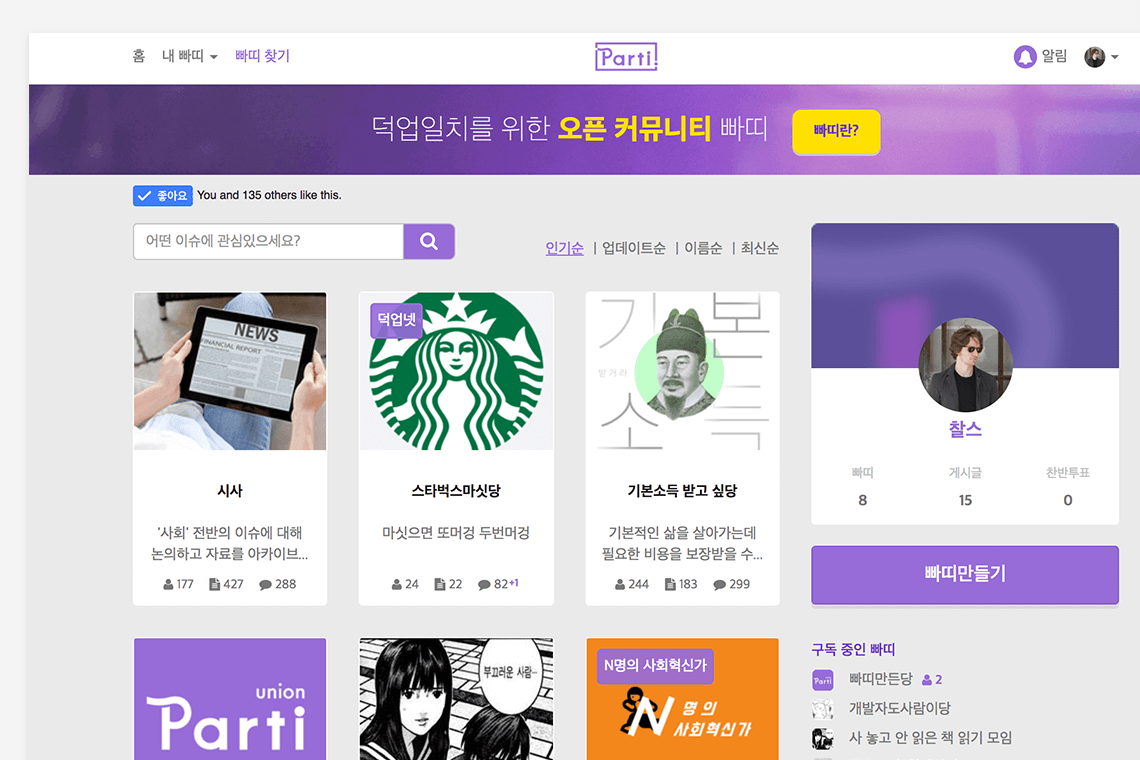 홈 내 빠띠 빠띠 찾기
Parti!
알림
덕업일치를 위한 오픈 커뮤니티 빠띠
빠띠란?
좋아요 You and 135 others like this.
어떤 이슈에 관심있으세요?
인기순 | 업데이트순 | 이름순 | 최신순
NEWS
FINANCIAL REPORT
시사
'사회' 전반의 이슈에 대해
논의하고 자료를 아카이브...
177 427 288
덕업넷
스타벅스마싯당
마싯으면 또머겅 두번머겅
24 22 82+1
기본
받거라
소득
기본소득 받고 싶당
기본적인 삶을 살아가는데
필요한 비용을 보장받을 수...
244 183 299
찰스
빠띠 게시글 찬반투표
8 15 0
빠띠만들기
union
Parti
부끄러운 사람...
N명의 사회혁신가
N명의
사회혁신가
구독 중인 빠띠
Parti 빠띠만든당 2
개발자도사람이당
사 놓고 안 읽은 책 읽기 모임